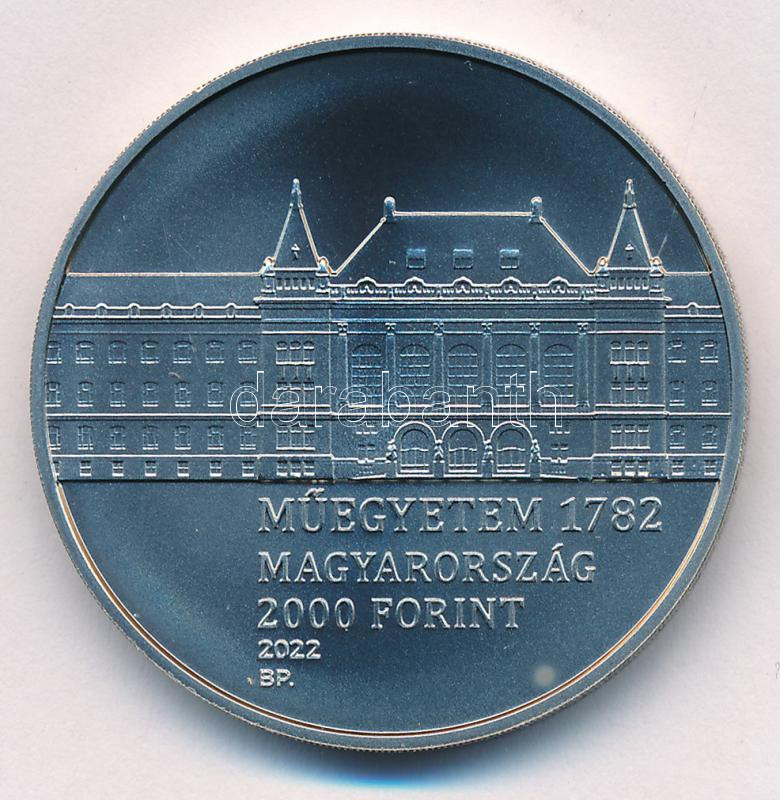 darabanth
MŰEGYETEM 1782
MAGYARORSZÁG
2000 FORINT
2022
BP.